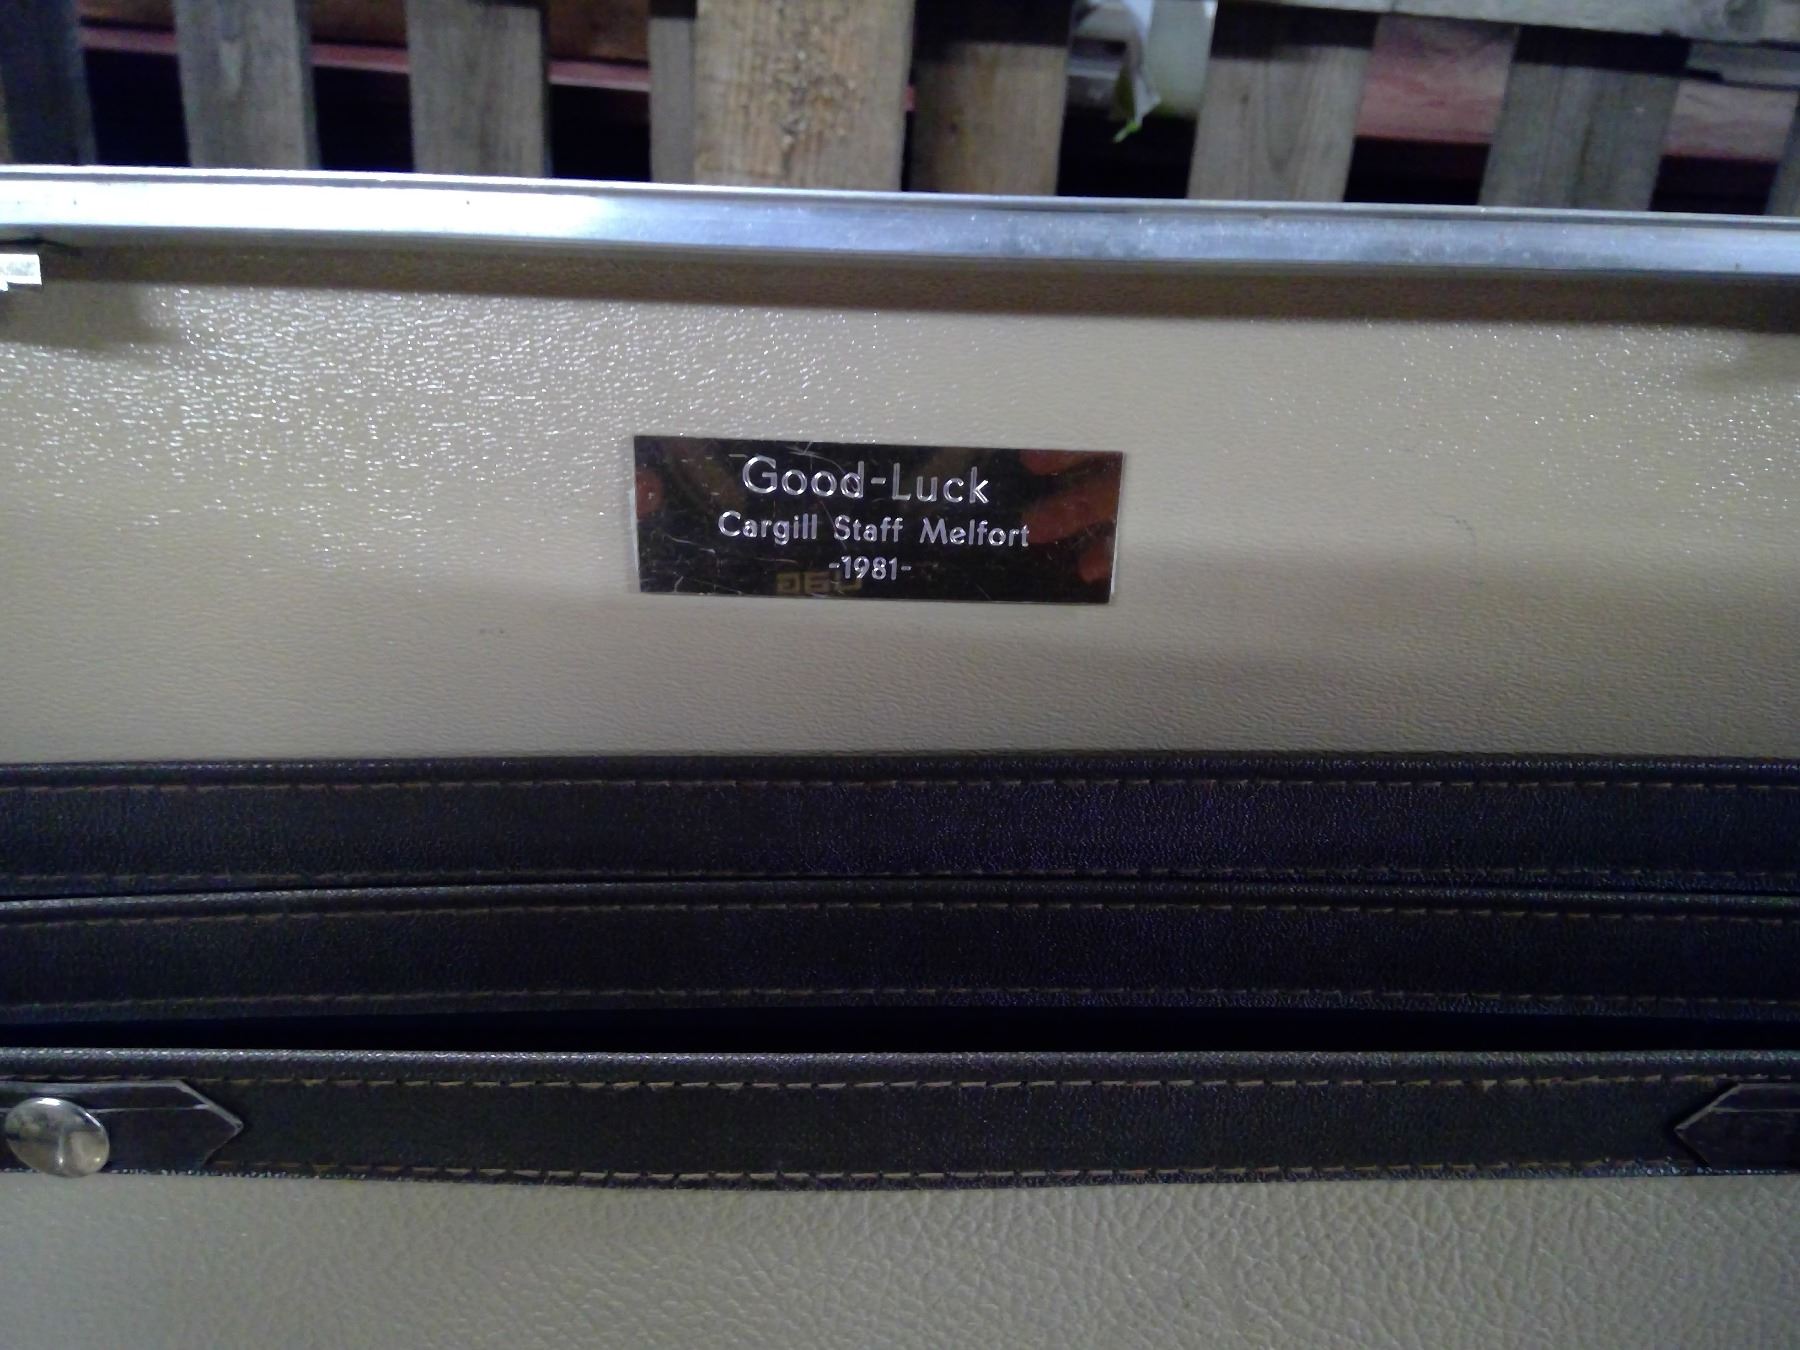 Good-Luck
Cargill Staff Melfort
-1981-